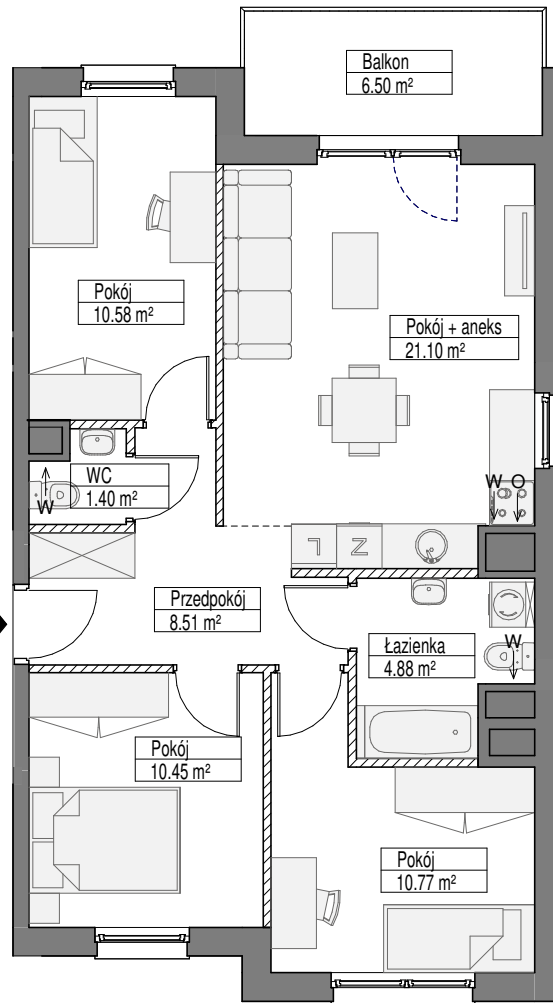 Balkon
6.50 m²
Pokój
10.58 m²
Pokój + aneks
21.10 m²
WC
1.40 m²
W
W O
L
Z
Przedpokój
8.51 m²
Łazienka
4.88 m²
W
Pokój
10.45 m²
Pokój
10.77 m²